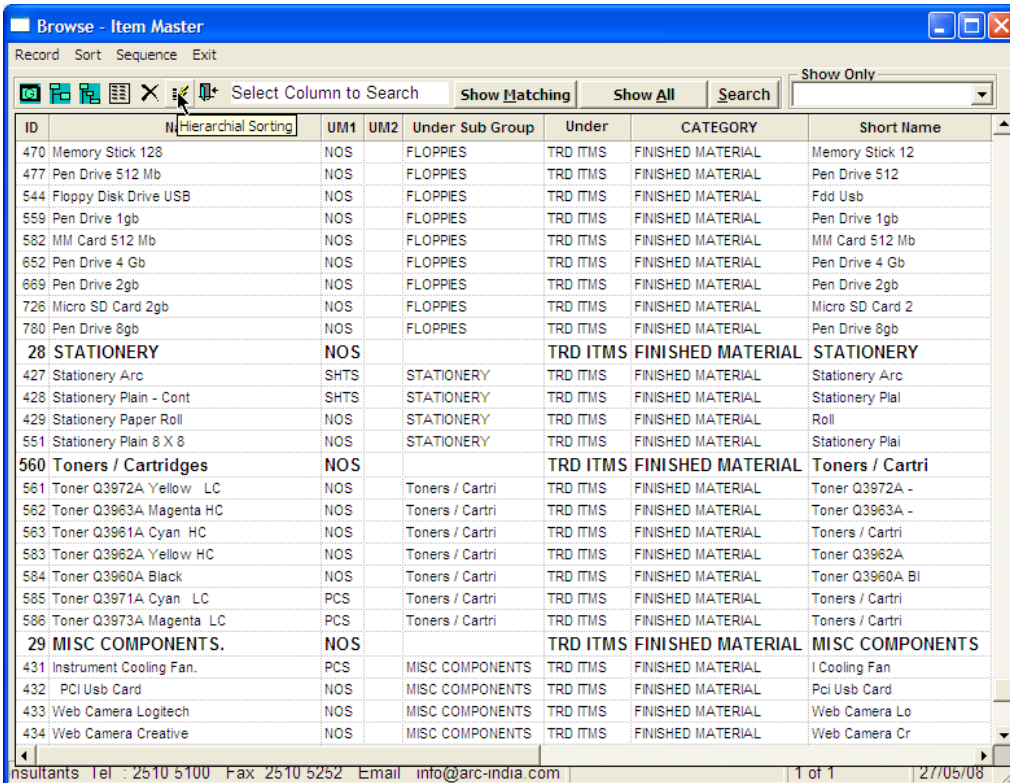 Browse - Item Master
Record Sort Sequence Exit
Select Column to Search Show Matching Show All Search Show Only
Hierarchial Sorting
ID UM1 UM2 Under Sub Group Under CATEGORY Short Name
470 Memory Stick 128 NOS FLOPPIES TRD ITMS FINISHED MATERIAL Memory Stick 12
477 Pen Drive 512 Mb NOS FLOPPIES TRD ITMS FINISHED MATERIAL Pen Drive 512
544 Floppy Disk Drive USB NOS FLOPPIES TRD ITMS FINISHED MATERIAL Fdd Usb
559 Pen Drive 1gb NOS FLOPPIES TRD ITMS FINISHED MATERIAL Pen Drive 1gb
582 MM Card 512 Mb NOS FLOPPIES TRD ITMS FINISHED MATERIAL MM Card 512 Mb
652 Pen Drive 4 Gb NOS FLOPPIES TRD ITMS FINISHED MATERIAL Pen Drive 4 Gb
669 Pen Drive 2gb NOS FLOPPIES TRD ITMS FINISHED MATERIAL Pen Drive 2gb
726 Micro SD Card 2gb NOS FLOPPIES TRD ITMS FINISHED MATERIAL Micro SD Card 2
780 Pen Drive 8gb NOS FLOPPIES TRD ITMS FINISHED MATERIAL Pen Drive 8gb
28 STATIONERY NOS TRD ITMS FINISHED MATERIAL STATIONERY
427 Stationery Arc SHTS STATIONERY TRD ITMS FINISHED MATERIAL Stationery Arc
428 Stationery Plain - Cont SHTS STATIONERY TRD ITMS FINISHED MATERIAL Stationery Plal
429 Stationery Paper Roll NOS STATIONERY TRD ITMS FINISHED MATERIAL Roll
551 Stationery Plain 8 X 8 NOS STATIONERY TRD ITMS FINISHED MATERIAL Stationery Plai
560 Toners / Cartridges NOS TRD ITMS FINISHED MATERIAL Toners / Cartri
561 Toner Q3972A Yellow LC NOS Toners / Cartri TRD ITMS FINISHED MATERIAL Toner Q3972A -
562 Toner Q3963A Magenta HC NOS Toners / Cartri TRD ITMS FINISHED MATERIAL Toner Q3963A -
563 Toner Q3961A Cyan HC NOS Toners / Cartri TRD ITMS FINISHED MATERIAL Toners / Cartri
583 Toner Q3962A Yellow HC NOS Toners / Cartri TRD ITMS FINISHED MATERIAL Toner Q3962A
584 Toner Q3960A Black NOS Toners / Cartri TRD ITMS FINISHED MATERIAL Toner Q3960A Bl
585 Toner Q3971A Cyan LC PCS Toners / Cartri TRD ITMS FINISHED MATERIAL Toners / Cartri
586 Toner Q3973A Magenta LC PCS Toners / Cartri TRD ITMS FINISHED MATERIAL Toners / Cartri
29 MISC COMPONENTS. NOS TRD ITMS FINISHED MATERIAL MISC COMPONENTS
431 Instrument Cooling Fan. PCS MISC COMPONENTS TRD ITMS FINISHED MATERIAL I Cooling Fan
432 PCI Usb Card NOS MISC COMPONENTS TRD ITMS FINISHED MATERIAL Pci Usb Card
433 Web Camera Logitech NOS MISC COMPONENTS TRD ITMS FINISHED MATERIAL Web Camera Lo
434 Web Camera Creative NOS MISC COMPONENTS TRD ITMS FINISHED MATERIAL Web Camera Cr
nsultants Tel : 2510 5100 Fax 2510 5252 Email info@arc-india.com 1 of 1 27/05/08